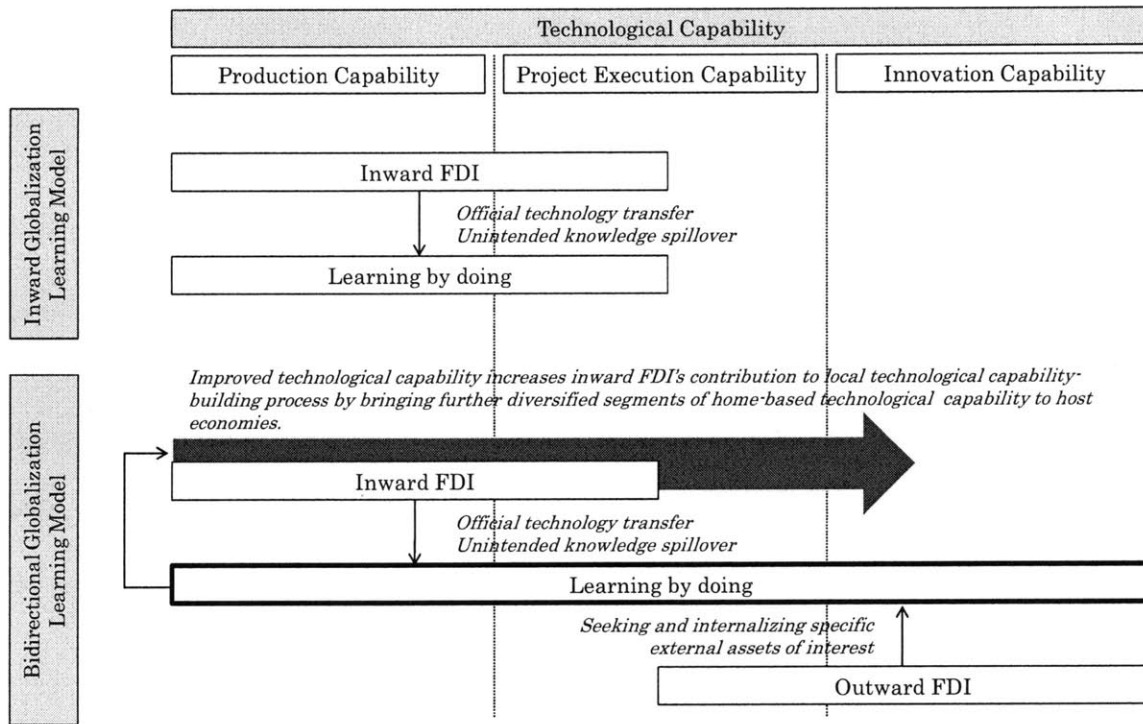 Technological Capability
Production Capability
Project Execution Capability
Innovation Capability
Inward Globalization
Learning Model
Inward FDI
Official technology transfer
Unintended knowledge spillover
Learning by doing
Bidirectional Globalization
Learning Model
Improved technological capability increases inward FDI's contribution to local technological capability-
building process by bringing further diversified segments of home-based technological capability to host
economies.
Inward FDI
Official technology transfer
Unintended knowledge spillover
Learning by doing
Seeking and internalizing specific
external assets of interest
Outward FDI